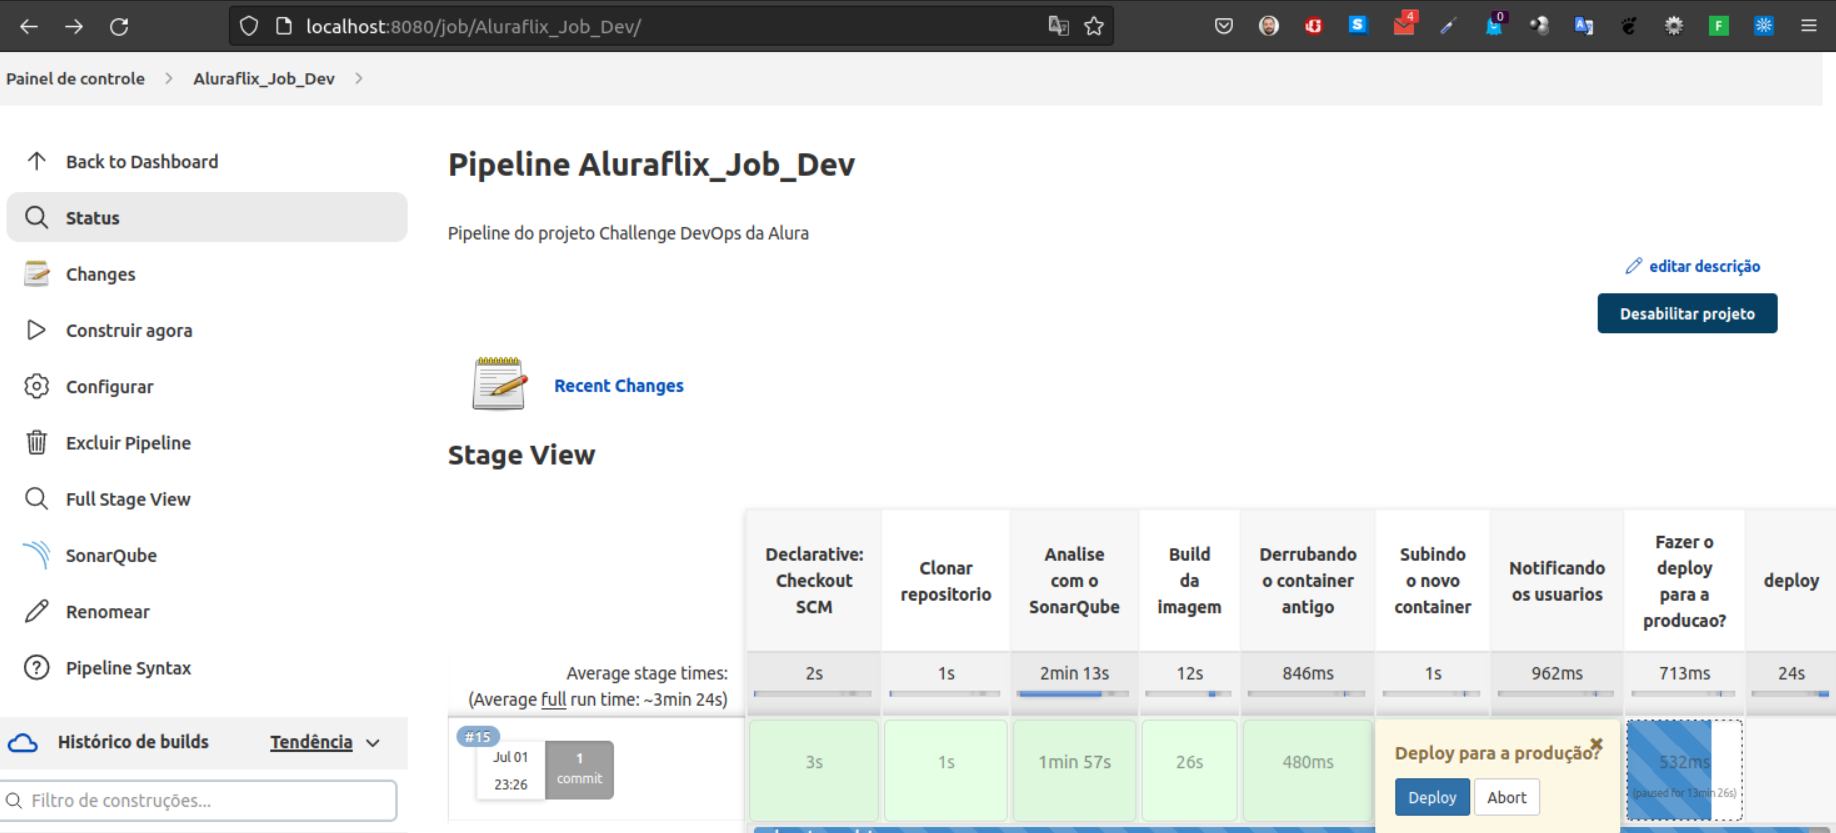 localhost:8080/job/Aluraflix_Job_Dev/
4
0
S
F
Painel de controle
Aluraflix_Job_Dev
Back to Dashboard
Status
Changes
Construir agora
Configurar
Excluir Pipeline
Full Stage View
SonarQube
Renomear
Pipeline Syntax
Histórico de builds
Tendência
Filtro de construções...
Pipeline Aluraflix_Job_Dev
Pipeline do projeto Challenge DevOps da Alura
editar descrição
Desabilitar projeto
Recent Changes
Stage View
Declarative:
Checkout
SCM
Clonar
repositorio
Analise
com o
SonarQube
Build
da
imagem
Derrubando
o container
antigo
Subindo
o novo
container
Notificando
os usuarios
Fazer o
deploy
para a
producao?
deploy
Average stage times:
(Average full run time: ~3min 24s)
2s
1s
2min 13s
12s
846ms
1s
962ms
713ms
24s
#15
Jul 01
23:26
1
commit
3s
1s
1min 57s
26s
480ms
Deploy para a produção?
Deploy
Abort
532ms
(paused for 13min 26s)